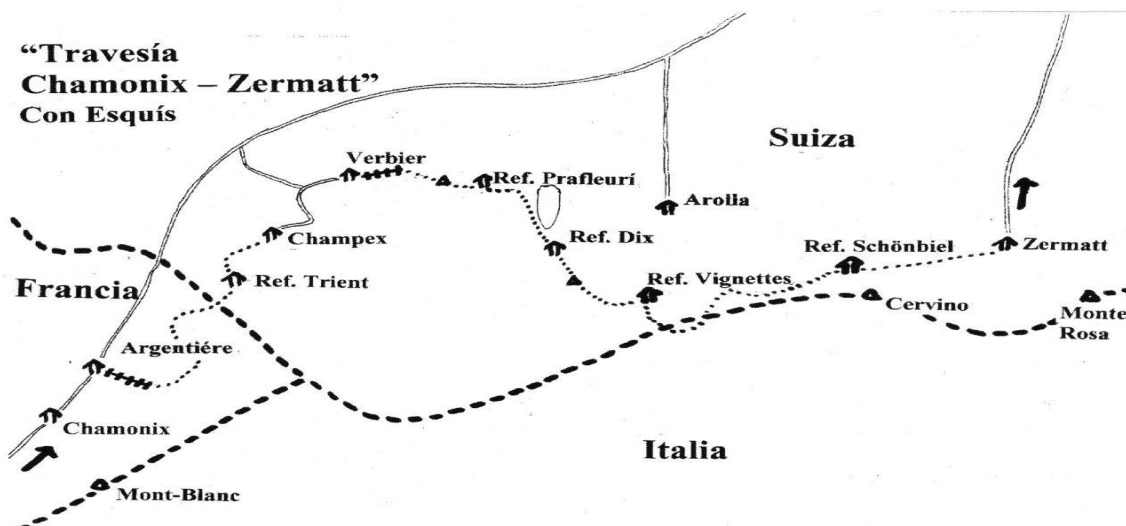 “Travesía
Chamonix – Zermatt”
Con Esquís
Suiza
Verbier
Ref. Prafleurí
Arolla
Champex
Ref. Dix
Ref. Schönbiel
Zermatt
Francia
Ref. Trient
Ref. Vignettes
Cervino
Monte
Rosa
Argentiére
Chamonix
Italia
Mont-Blanc